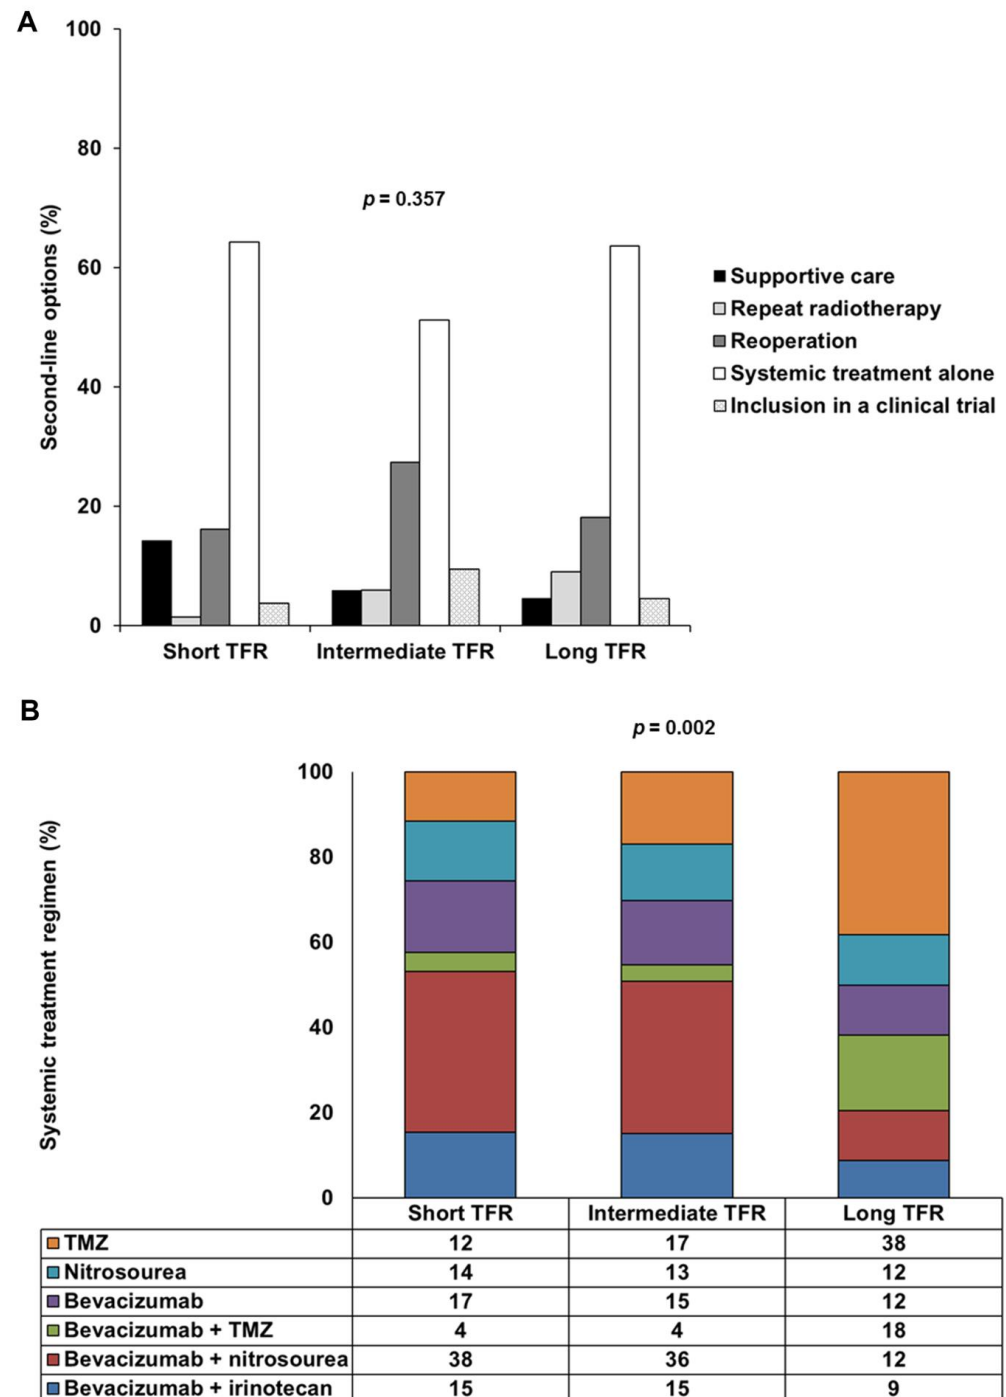 A
100
80
60
40
20
0
Second-line options (%)
p = 0.357
Supportive care
Repeat radiotherapy
Reoperation
Systemic treatment alone
Inclusion in a clinical trial
Short TFR Intermediate TFR Long TFR
B
p = 0.002
100
80
60
40
20
0
Systemic treatment regimen (%)
Short TFR Intermediate TFR Long TFR
TMZ 12 17 38
Nitrosourea 14 13 12
Bevacizumab 17 15 12
Bevacizumab + TMZ 4 4 18
Bevacizumab + nitrosourea 38 36 12
Bevacizumab + irinotecan 15 15 9